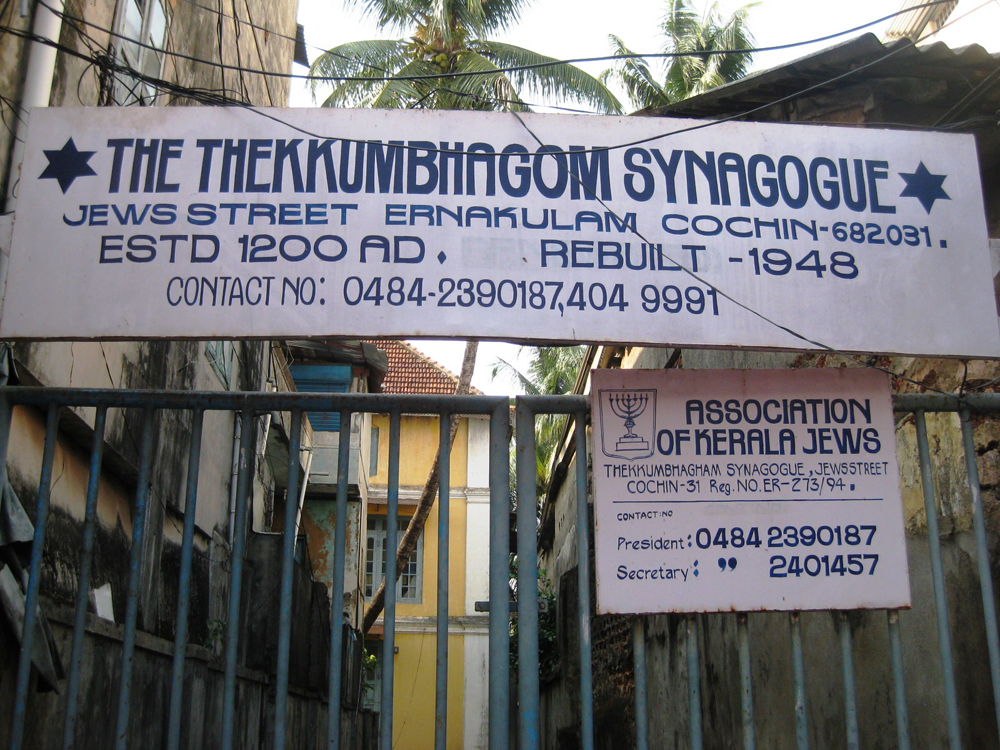 THE THEKKUMBHAGOM SYNAGOGUE
JEWS STREET ERNAKULAM COCHIN-682031.
ESTD 1200 AD. REBUILT -1948
CONTACT NO: 0484-2390187,404 9991
ASSOCIATION
OF KERALA JEWS
THEKKUMBHAGHAM SYNAGOGUE, JEWSSTREET
COCHIN-31 Reg. NO. ER-273/94.
CONTACT:NO
President: 0484 2390187
Secretary: " 2401457